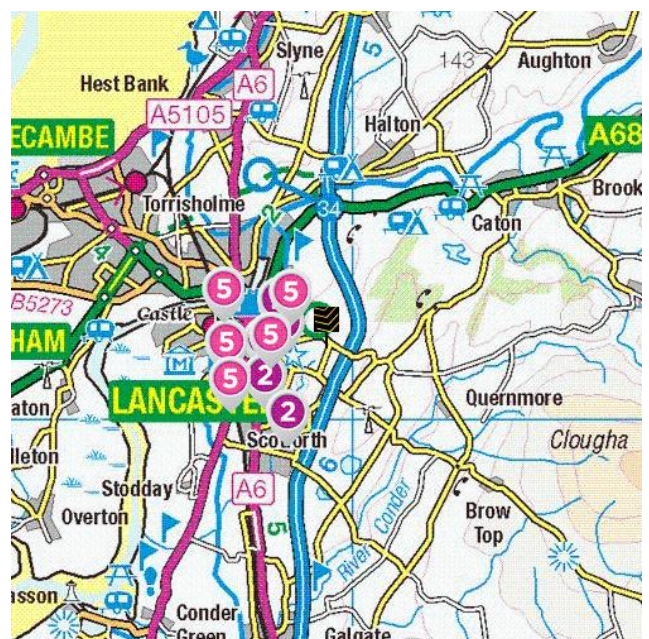 Slyne
5
143
Aughton
Hest Bank
A6
A5105
Halton
ECAMBE
A68
Torrisholme
34
Brook
2
Caton
4
5
5
B5273
Castle
HAM
5
5
5
2
LANCAS
2
aton
Quernmore
Scotforth
Clougha
lleton
Stodday
A6
6
Overton
5
River Conder
Brow
Top
asson
Conder
Green
Galgate